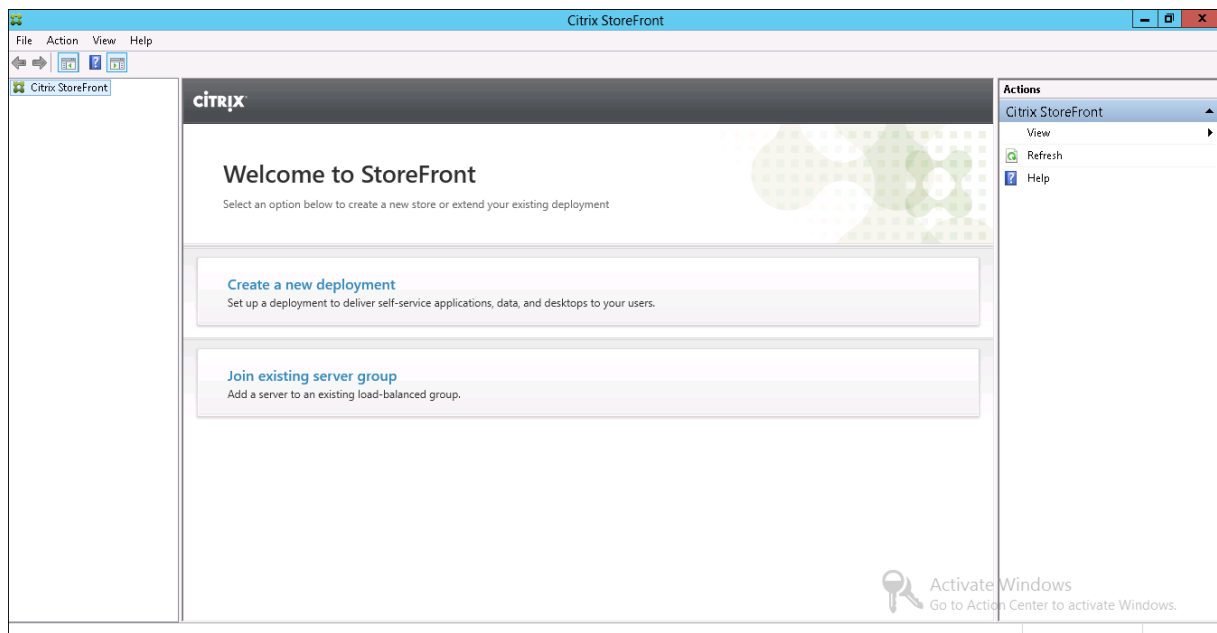 Citrix StoreFront
File Action View Help
Citrix StoreFront
CİTRIX
Welcome to StoreFront
Select an option below to create a new store or extend your existing deployment
Create a new deployment
Set up a deployment to deliver self-service applications, data, and desktops to your users.
Join existing server group
Add a server to an existing load-balanced group.
Actions
Citrix StoreFront
View
Refresh
Help
Activate Windows
Go to Action Center to activate Windows.